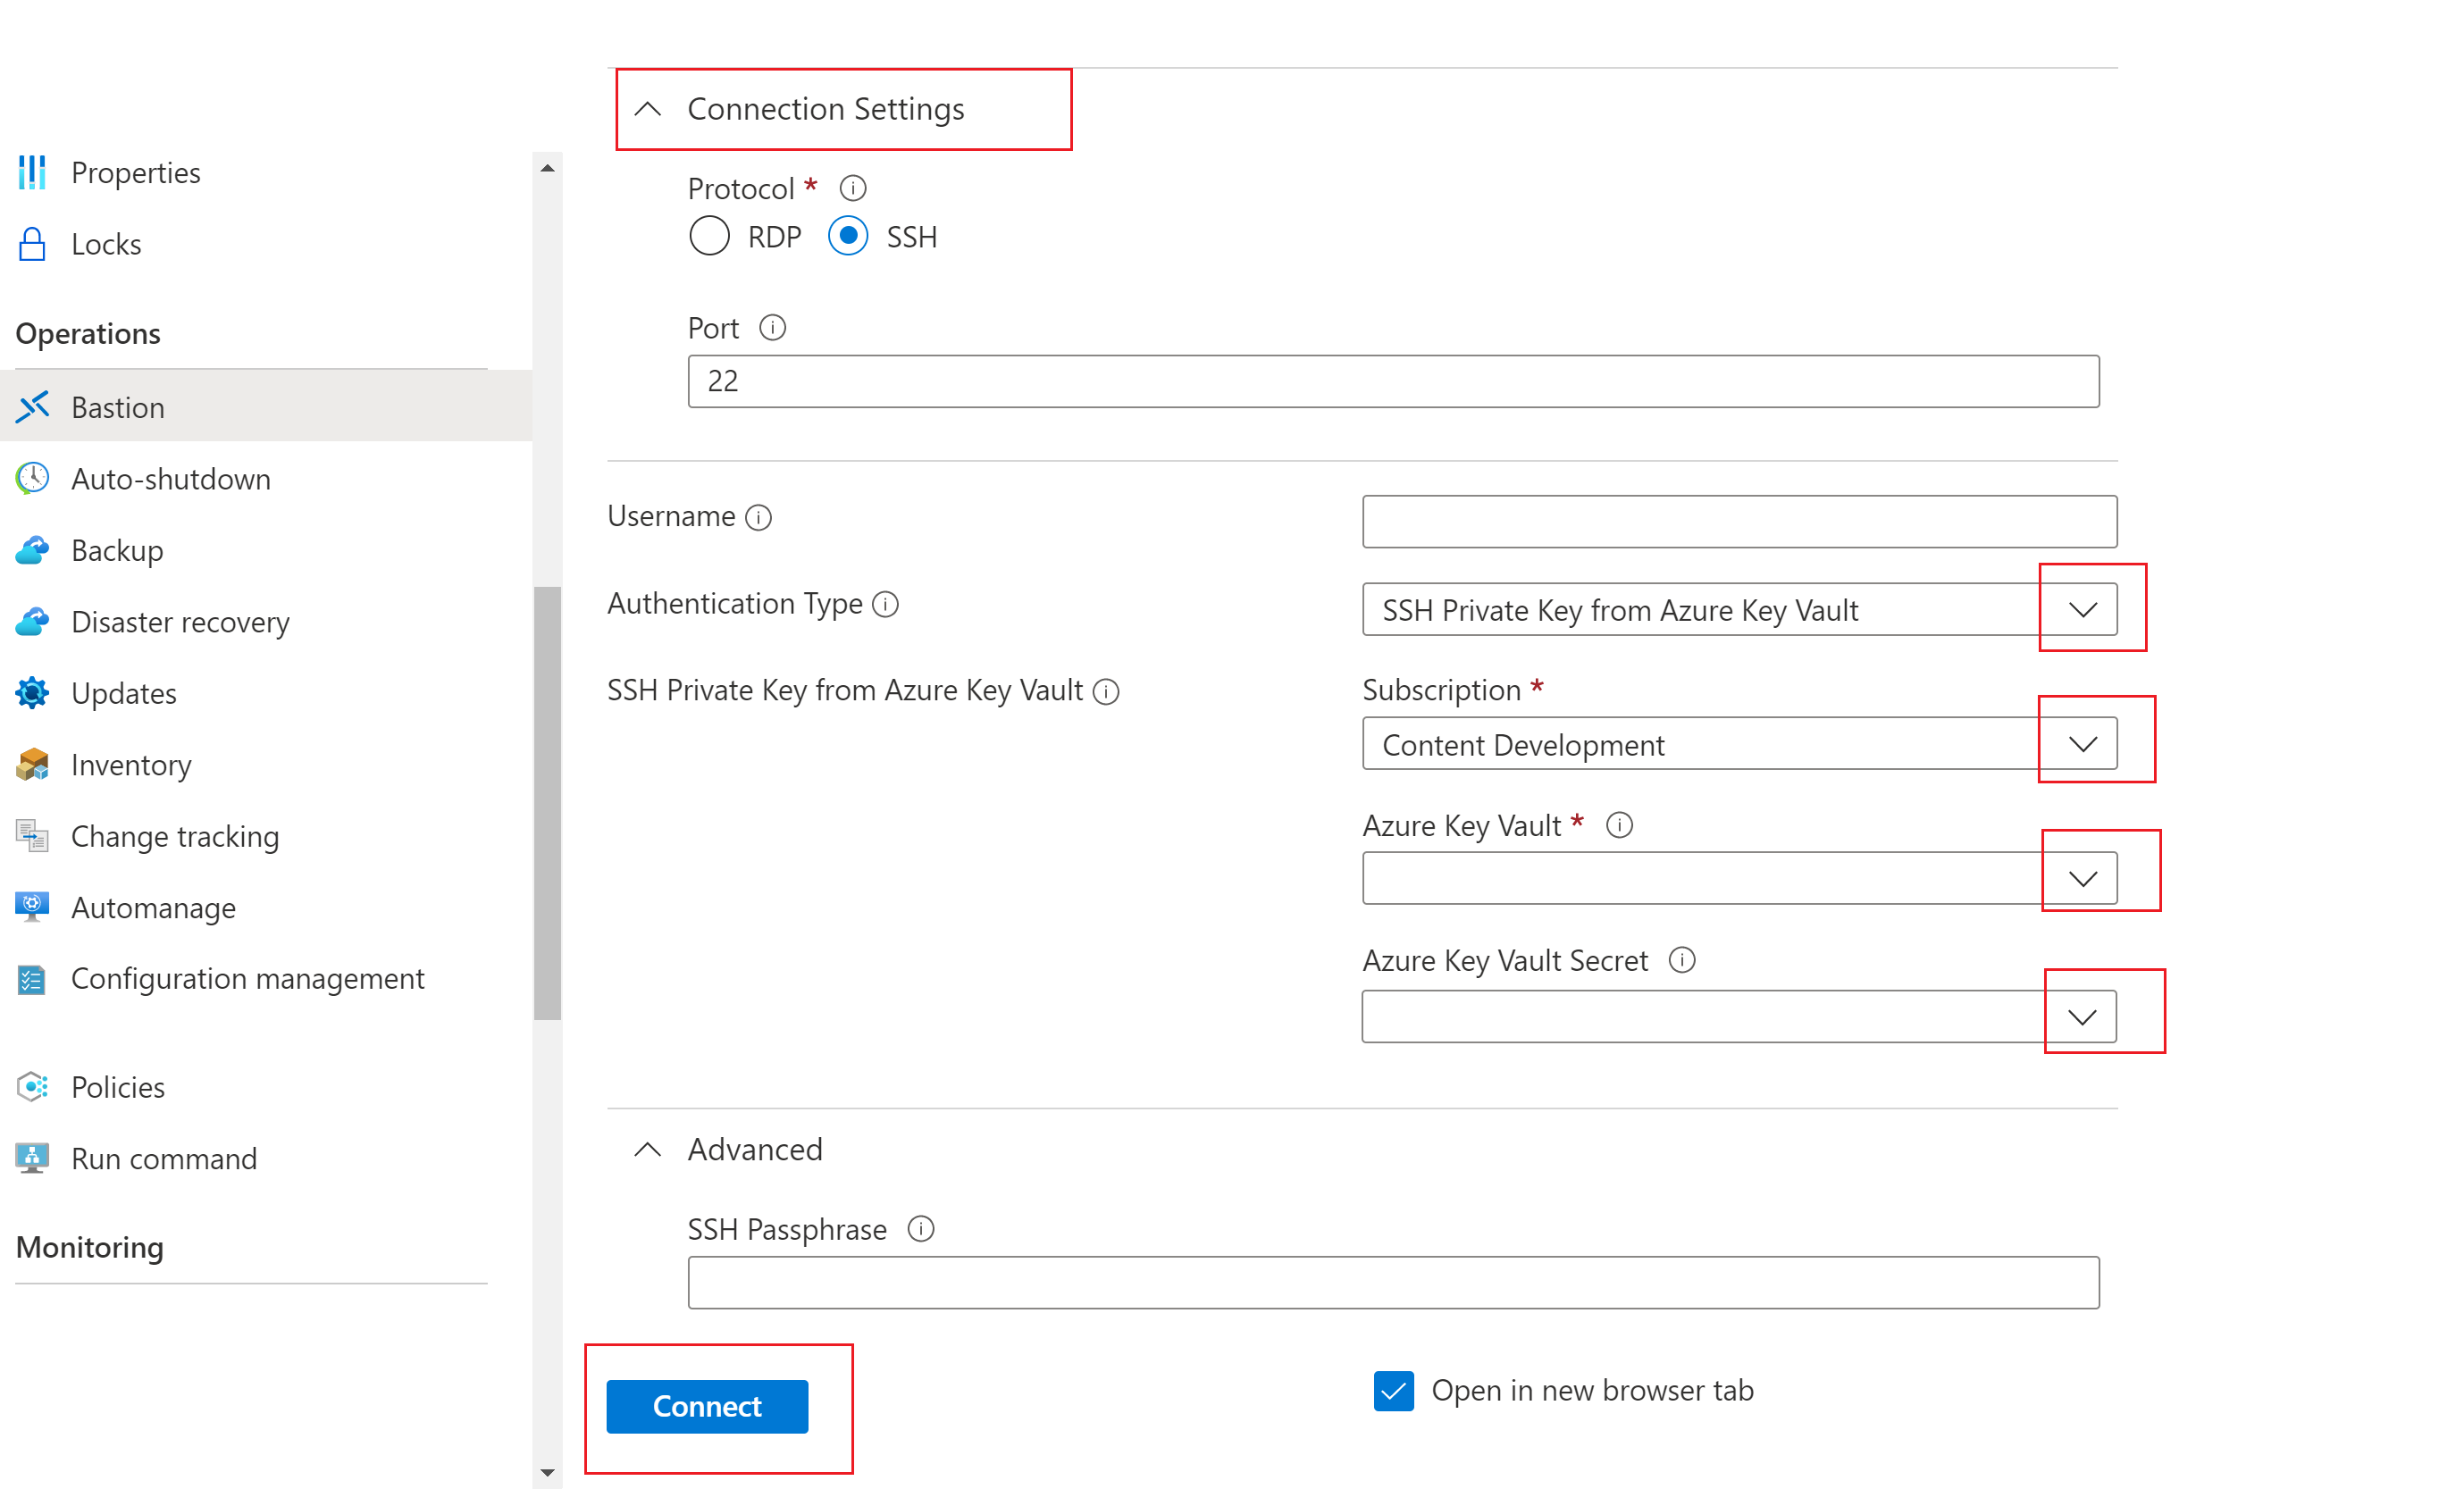 Properties
Locks
Operations
Bastion
Auto-shutdown
Backup
Disaster recovery
Updates
Inventory
Change tracking
Automanage
Configuration management
Policies
Run command
Monitoring
Connection Settings
Protocol *
RDP SSH
Port
22
Username
Authentication Type
SSH Private Key from Azure Key Vault
SSH Private Key from Azure Key Vault
Subscription *
Content Development
Azure Key Vault *
Azure Key Vault Secret
Advanced
SSH Passphrase
Connect
Open in new browser tab